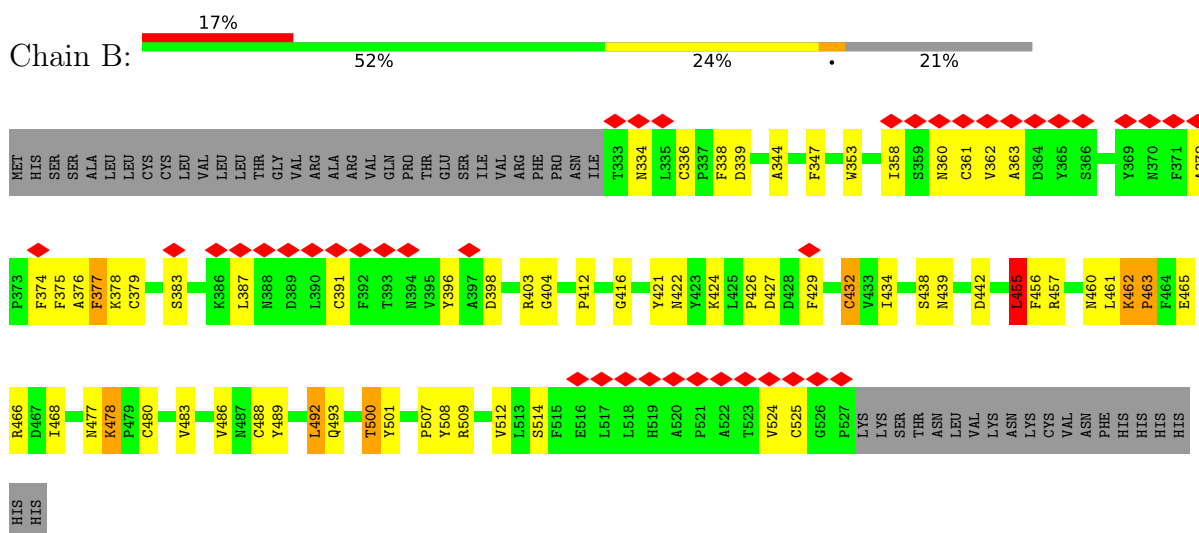 17%
Chain B:
52% 24% • 21%
MET HIS SER SER ALA LEU LEU CYS CYS LEU VAL LEU LEU THR GLY VAL ARG ALA ARG VAL GLN PRO THR GLU SER ILE VAL ARG PHE PRO ASN ILE T333 N334 L335 C336 P337 F338 D339 A344 F347 W353 I358 S359 N360 C361 V362 A363 D364 Y365 S366 Y369 N370 F371 A372
P373 F374 F375 A376 F377 K378 C379 S383 K386 L387 N388 D389 L390 C391 F392 T393 N394 V395 Y396 A397 D398 R403 G404 P412 G416 Y421 N422 Y423 K424 L425 P426 D427 D428 F429 C432 V433 I434 S438 N439 D442 L455 F456 R457 N460 L461 K462 P463 F464 E465
R466 D467 I468 N477 K478 P479 C480 V483 V486 N487 C488 Y489 L492 Q493 T500 Y501 P507 Y508 R509 V512 L513 S514 F515 E516 L517 L518 H519 A520 P521 A522 T523 V524 C525 G526 P527 LYS LYS SER THR ASN LEU VAL LYS ASN LYS CYS VAL ASN PHE HIS HIS HIS HIS
HIS HIS